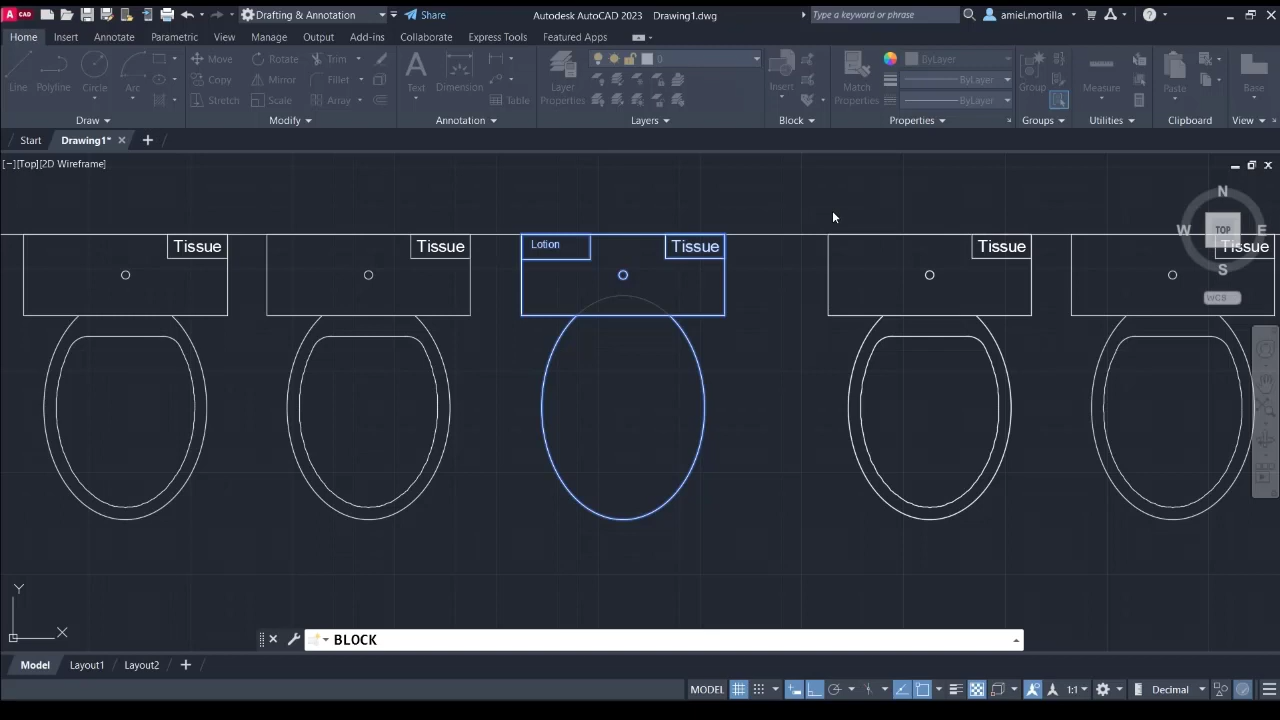 CAD Drafting & Annotation Share Autodesk AutoCAD 2023 Drawing1.dwg Type a keyword or phrase amiel.mortilla
Home Insert Annotate Parametric View Manage Output Add-ins Collaborate Express Tools Featured Apps
Line Polyline Circle Arc Move Rotate Trim Text Dimension Layer Properties 0 Insert Match Properties ByLayer Group Measure Paste Base
Copy Mirror Fillet ByLayer
Stretch Scale Array Table ByLayer
Draw Modify Annotation Layers Block Properties Groups Utilities Clipboard View
Start Drawing1*
[−][Top][2D Wireframe]
N
W TOP E
S
WCS
Tissue Tissue Lotion Tissue Tissue Tissue
Y
X
BLOCK
Model Layout1 Layout2
MODEL 1:1 Decimal